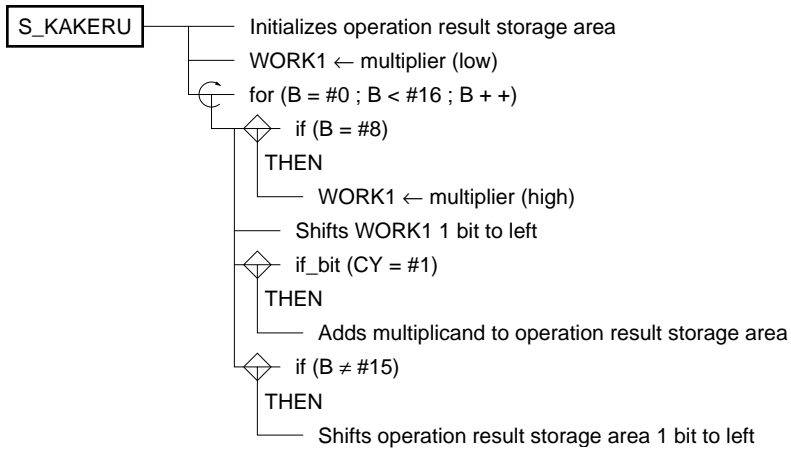 S_KAKERU
Initializes operation result storage area
WORK1 ← multiplier (low)
for (B = #0 ; B < #16 ; B + +)
if (B = #8)
THEN
WORK1 ← multiplier (high)
Shifts WORK1 1 bit to left
if_bit (CY = #1)
THEN
Adds multiplicand to operation result storage area
if (B ≠ #15)
THEN
Shifts operation result storage area 1 bit to left